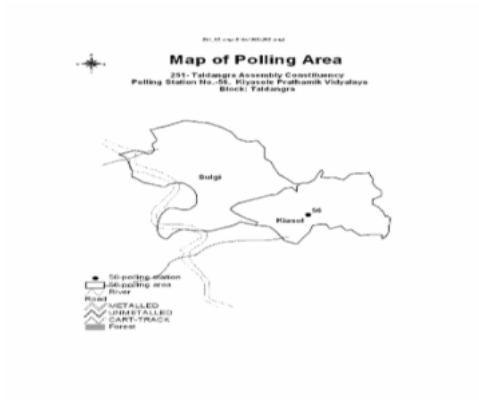 Map of Polling Area
251- Taldangra Assembly Constituency
Polling Station No.-56, Kiyasole Prathamik Vidyalaya
Block: Taldangra
Sulgi
56
Kiasol
56-polling station
56-polling area
River
Road
METALLED
UNMETALLED
CART-TRACK
Forest